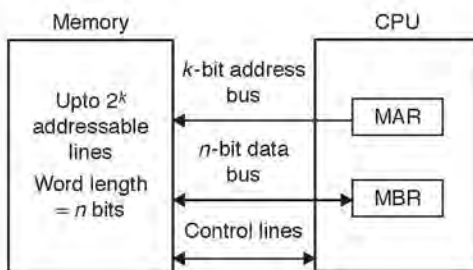 Memory
CPU
k-bit address
bus
Upto 2^k
addressable
lines
MAR
n-bit data
bus
Word length
= n bits
MBR
Control lines